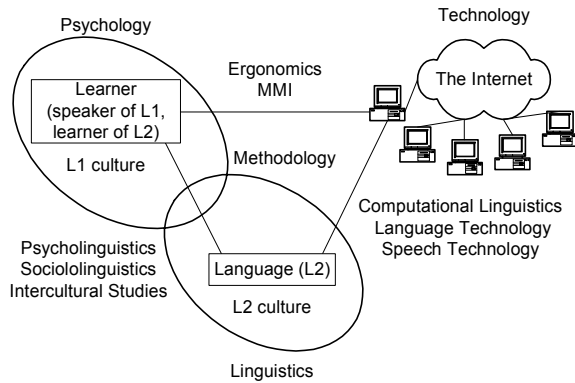 Psychology
Technology
Learner
(speaker of L1,
learner of L2)
L1 culture
Ergonomics
MMI
The Internet
Methodology
Psycholinguistics
Sociololinguistics
Intercultural Studies
Language (L2)
L2 culture
Computational Linguistics
Language Technology
Speech Technology
Linguistics